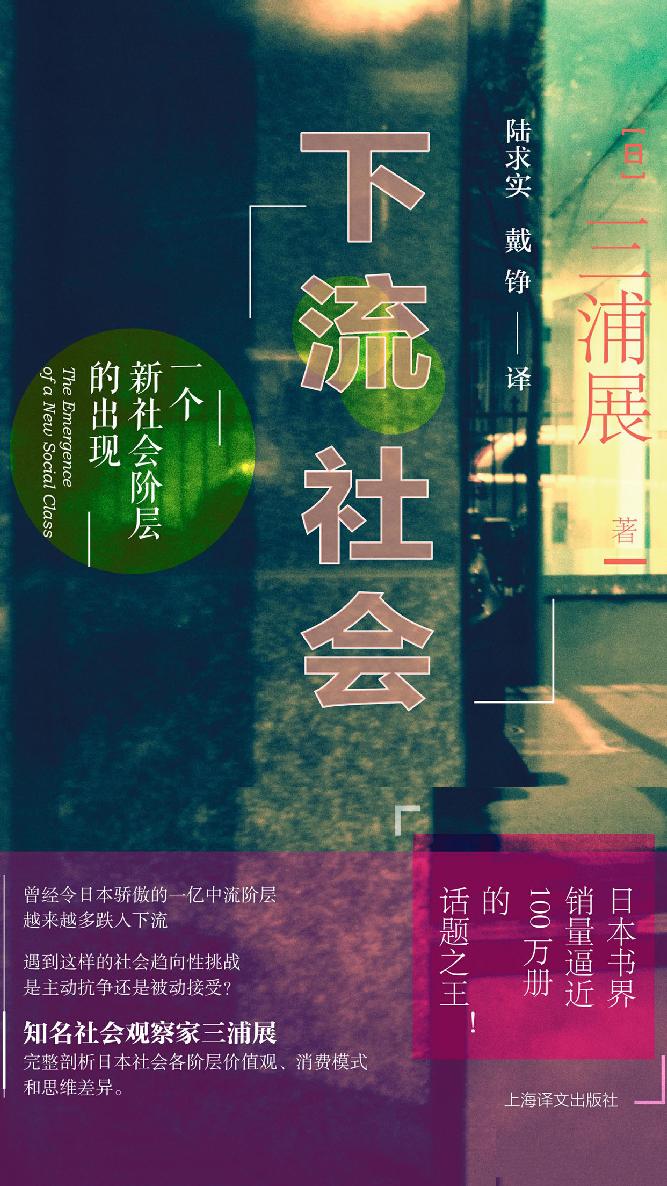 [日]三浦展 著
陆求实 戴铮——译
下流社会
一个
新社会阶层
的出现
The Emergence
of a New Social Class
日本书界
销量逼近
100万册
的
话题之王！
曾经令日本骄傲的一亿中流阶层
越来越多跌入下流
遇到这样的社会趋向性挑战
是主动抗争还是被动接受？
知名社会观察家三浦展
完整剖析日本社会各阶层价值观、消费模式
和思维差异。
上海译文出版社